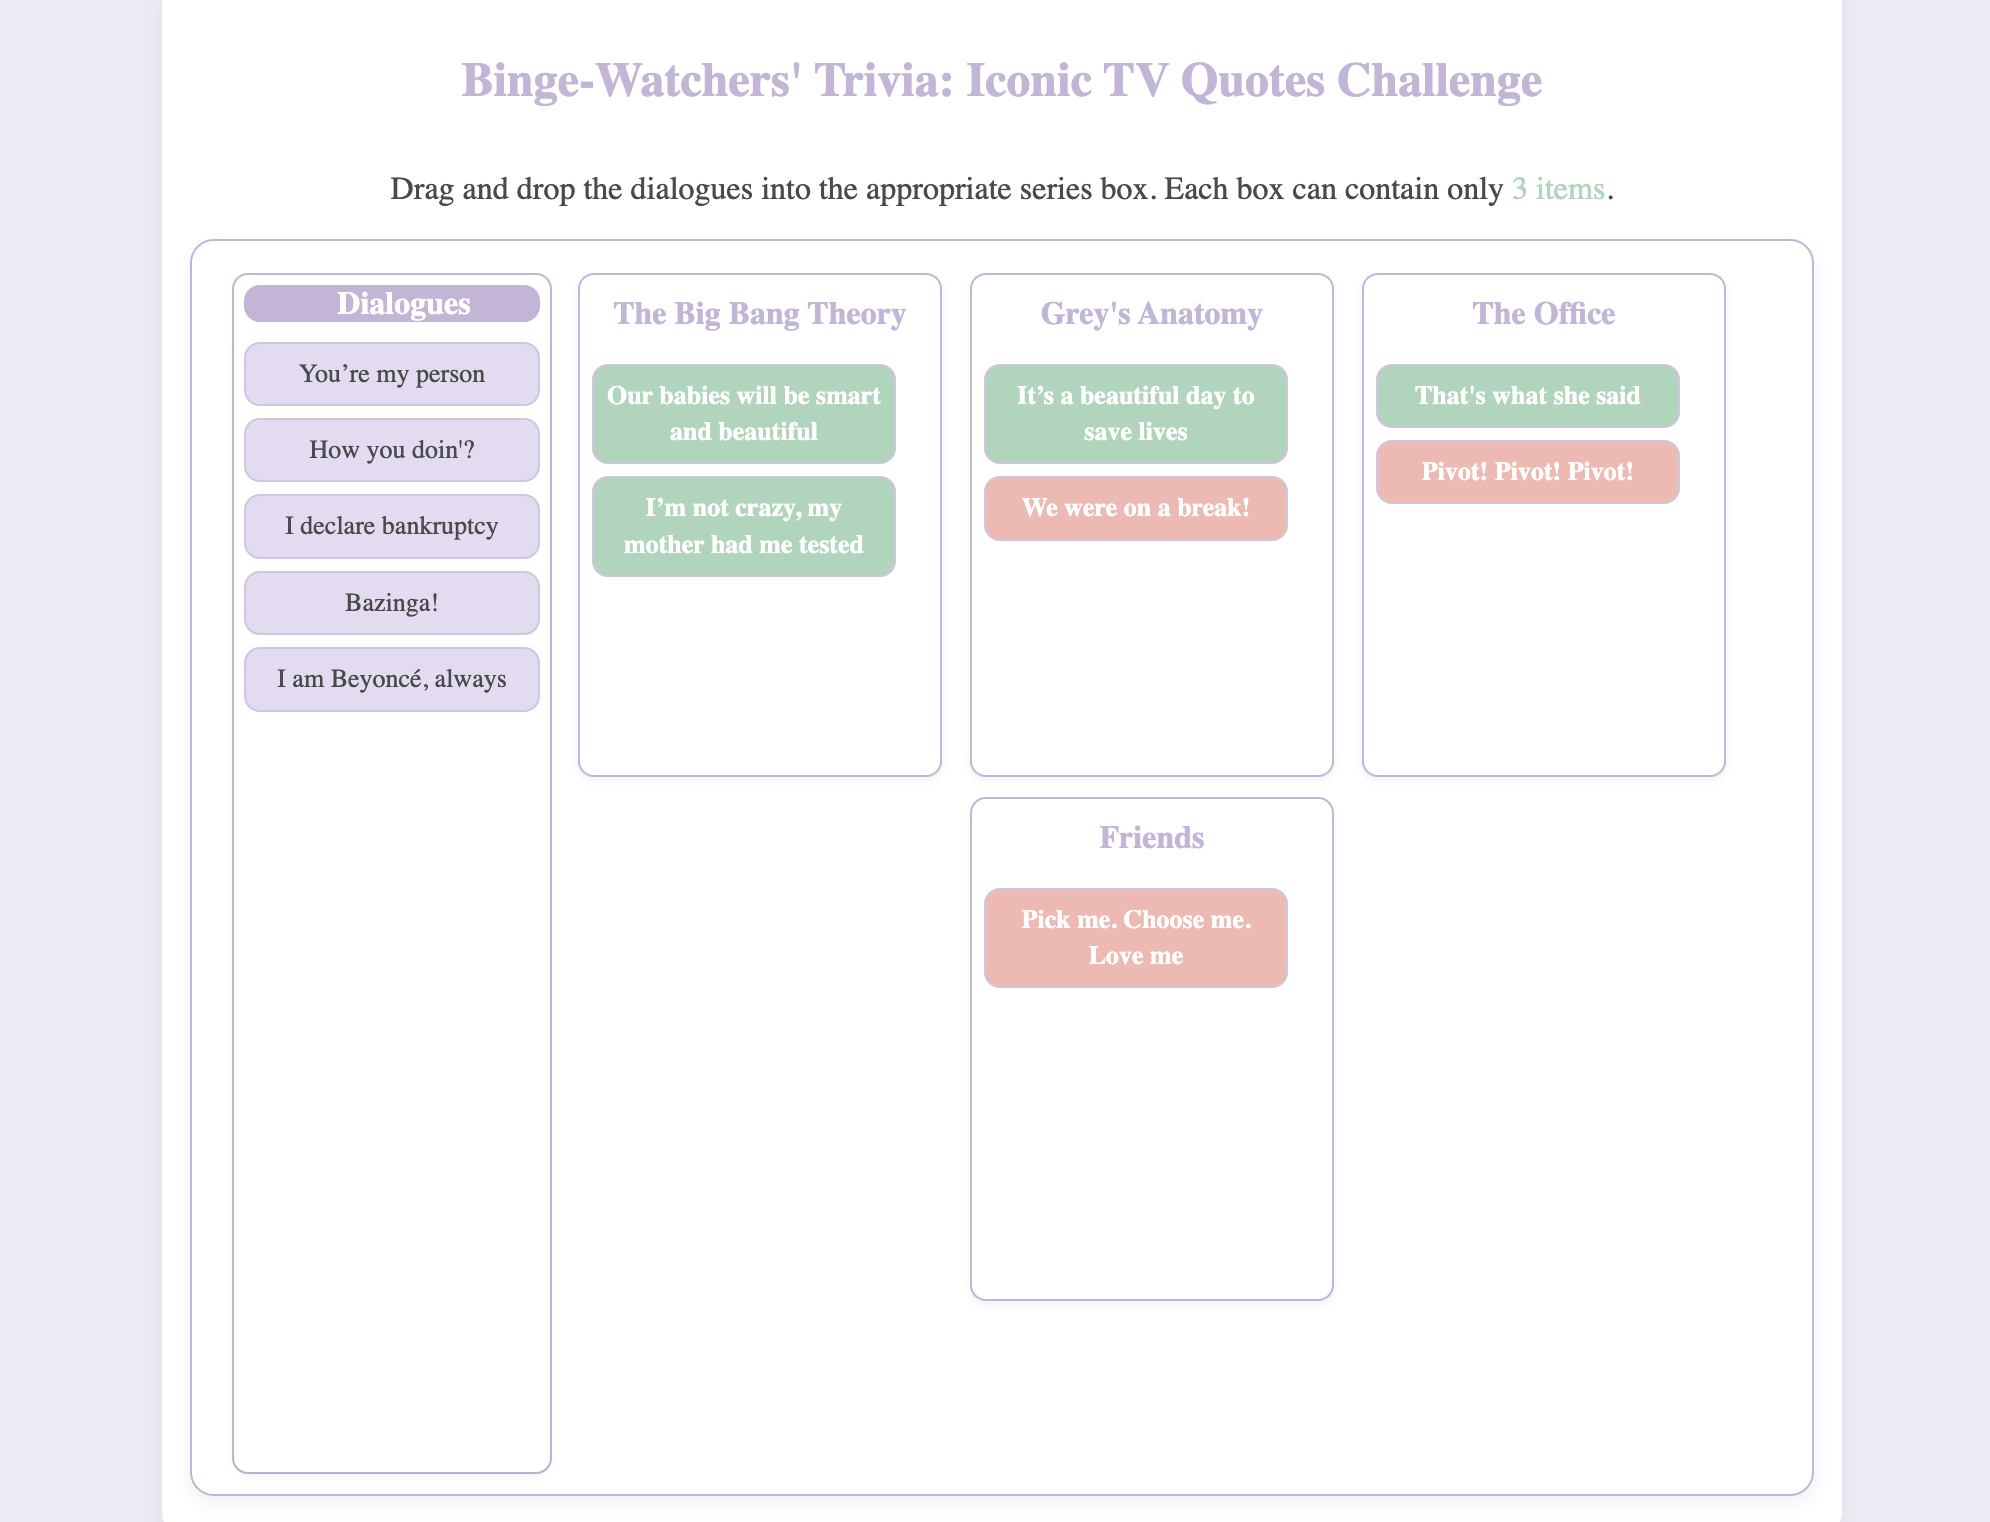 Binge-Watchers' Trivia: Iconic TV Quotes Challenge
Drag and drop the dialogues into the appropriate series box. Each box can contain only 3 items.
Dialogues
You’re my person
How you doin'?
I declare bankruptcy
Bazinga!
I am Beyoncé, always
The Big Bang Theory
Our babies will be smart
and beautiful
I’m not crazy, my
mother had me tested
Grey's Anatomy
It’s a beautiful day to
save lives
We were on a break!
The Office
That's what she said
Pivot! Pivot! Pivot!
Friends
Pick me. Choose me.
Love me